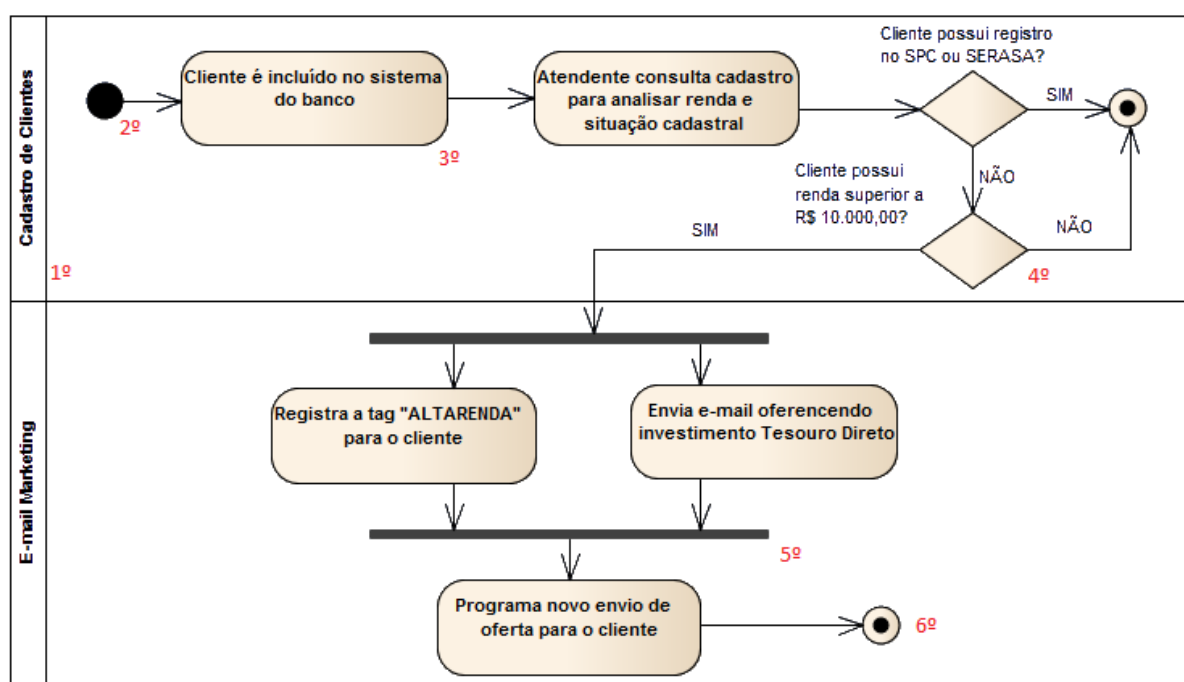 Cadastro de Clientes
1º
2º
Cliente é incluído no sistema
do banco
3º
Atendente consulta cadastro
para analisar renda e
situação cadastral
Cliente possui registro
no SPC ou SERASA?
SIM
NÃO
Cliente possui
renda superior a
R$ 10.000,00?
SIM
NÃO
4º
E-mail Marketing
Registra a tag "ALTARENDA"
para o cliente
Envia e-mail oferencendo
investimento Tesouro Direto
5º
Programa novo envio de
oferta para o cliente
6º